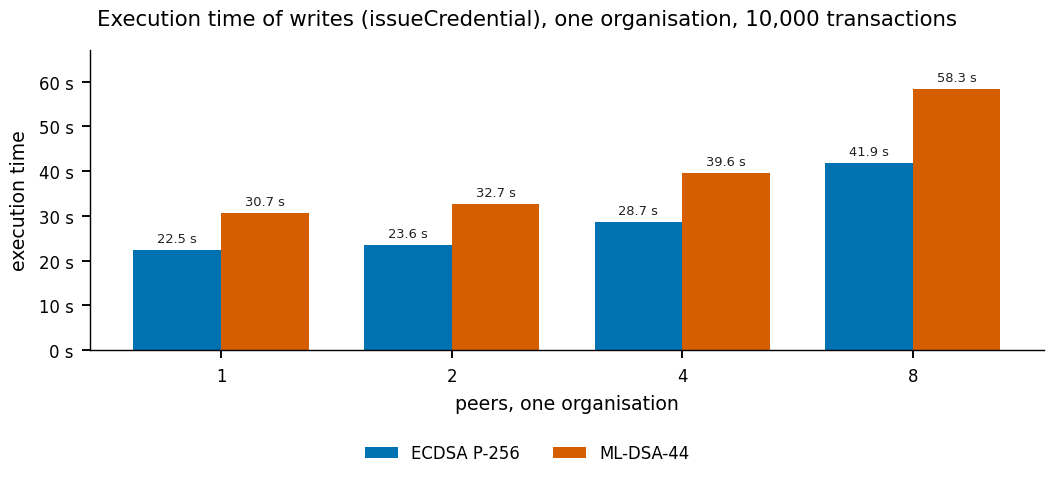 Execution time of writes (issueCredential), one organisation, 10,000 transactions
execution time
60 s
50 s
40 s
30 s
20 s
10 s
0 s
22.5 s
30.7 s
23.6 s
32.7 s
28.7 s
39.6 s
41.9 s
58.3 s
1
2
4
8
peers, one organisation
ECDSA P-256
ML-DSA-44